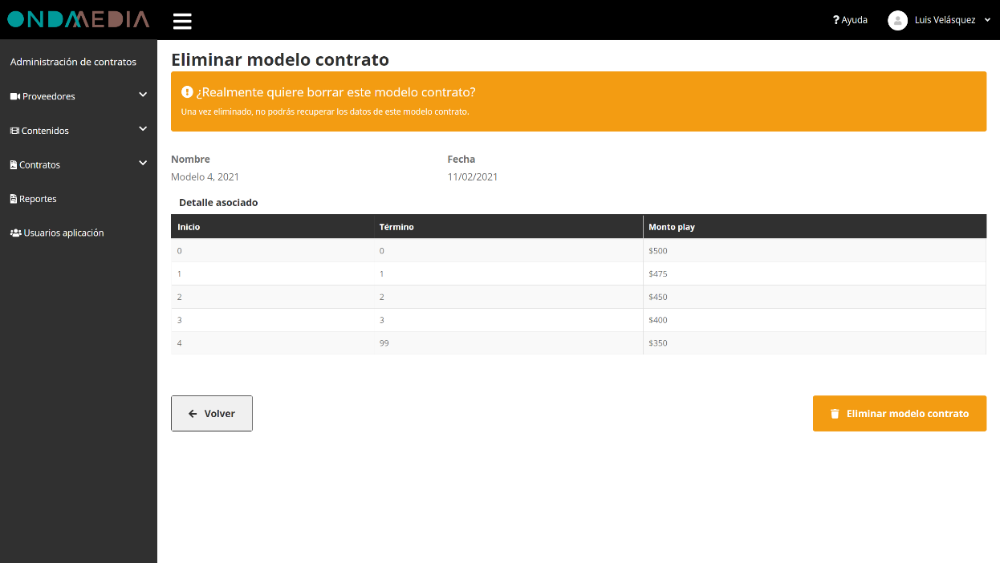 ONDAMEDIA
Ayuda
Luis Velásquez
Administración de contratos
Proveedores
Contenidos
Contratos
Reportes
Usuarios aplicación
Eliminar modelo contrato
¿Realmente quiere borrar este modelo contrato?
Una vez eliminado, no podrás recuperar los datos de este modelo contrato.
Nombre Fecha
Modelo 4, 2021 11/02/2021
Detalle asociado
Inicio Término Monto play
0 0 $500
1 1 $475
2 2 $450
3 3 $400
4 99 $350
Volver
Eliminar modelo contrato